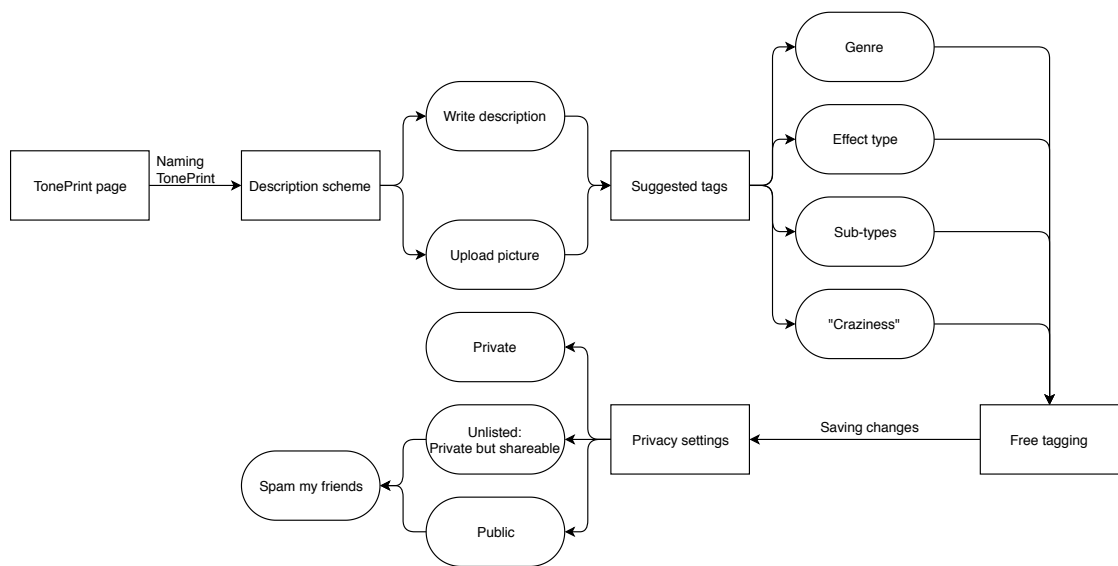 TonePrint page
Naming
TonePrint
Description scheme
Write description
Upload picture
Suggested tags
Genre
Effect type
Sub-types
"Craziness"
Free tagging
Saving changes
Privacy settings
Private
Unlisted:
Private but shareable
Public
Spam my friends